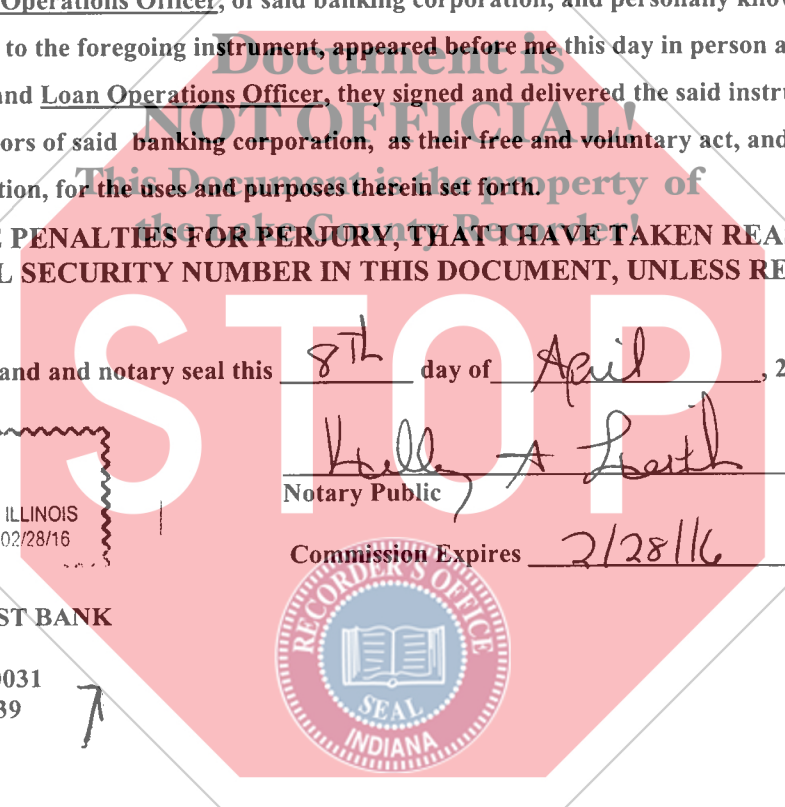 Operations Officer, of said banking corporation, and personally know
to the foregoing instrument, appeared before me this day in person a
Document is
and Loan Operations Officer, they signed and delivered the said instru
NOT OFFICIAL!
ors of said banking corporation, as their free and voluntary act, and
This Document is the property of
tion, for the uses and purposes therein set forth.
the Lake County Recorder!
E PENALTIES FOR PERJURY, THAT I HAVE TAKEN REAS
L SECURITY NUMBER IN THIS DOCUMENT, UNLESS RE
STOP
and and notary seal this 8Th day of April, 2
Notary Public
ILLINOIS
02/28/16
Commission Expires 2/28/16
RECORDER'S OFFICE
SEAL
INDIANA
ST BANK
0031
39